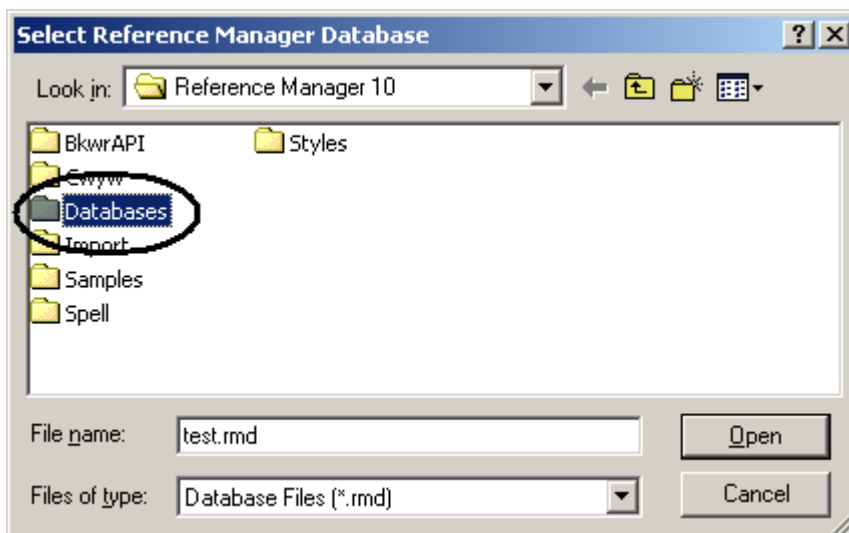 Select Reference Manager Database
Look in: Reference Manager 10
BkwrAPI Styles
Cwyw
Databases
Import
Samples
Spell
File name: test.rmd Open
Files of type: Database Files (*.rmd) Cancel